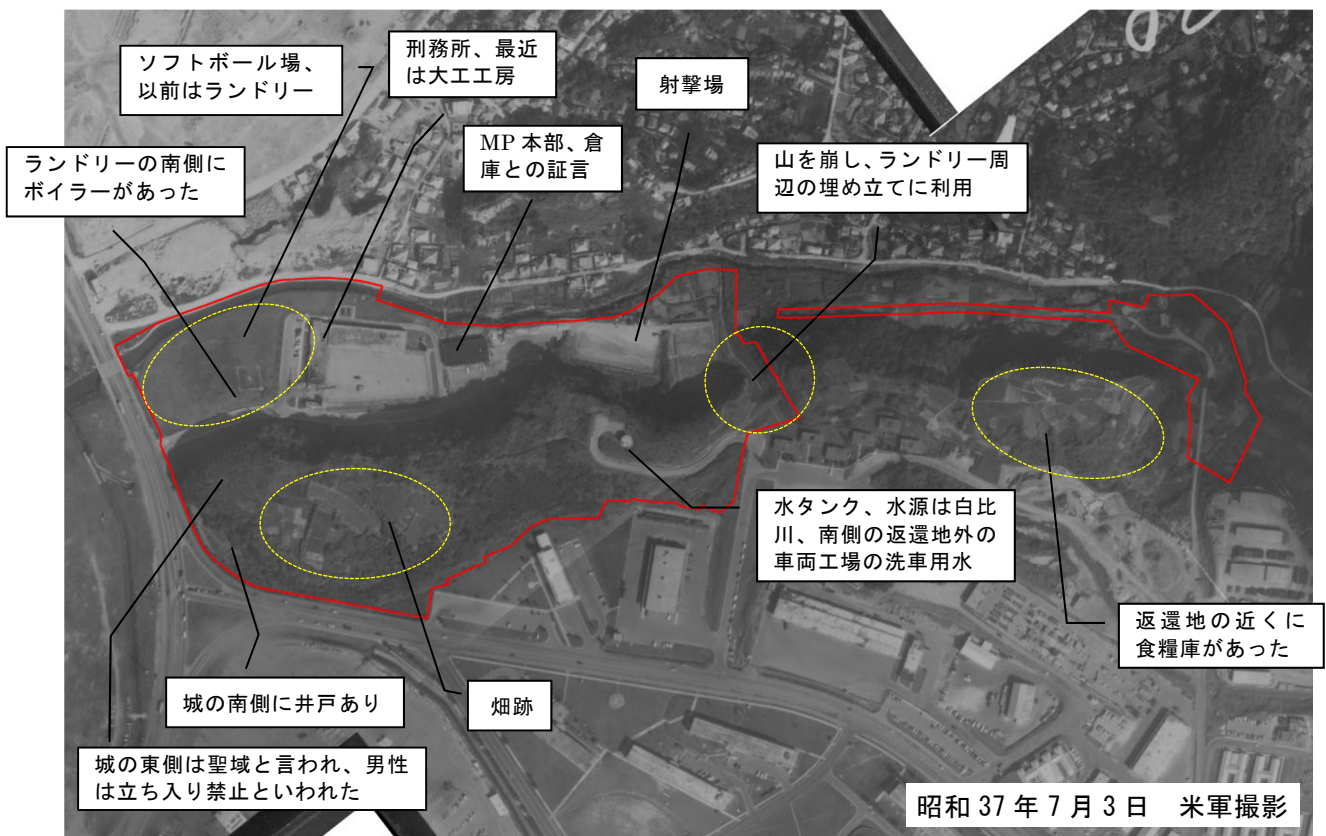 ソフトボール場、
以前はランドリー
刑務所、最近
は大工工房
射撃場
MP 本部、倉
庫との証言
山を崩し、ランドリー周
辺の埋め立てに利用
ランドリーの南側に
ボイラーがあった
水タンク、水源は白比
川、南側の返還地外の
車両工場の洗車用水
返還地の近くに
食糧庫があった
城の南側に井戸あり
畑跡
城の東側は聖域と言われ、男性
は立ち入り禁止といわれた
昭和 37 年 7 月 3 日　米軍撮影